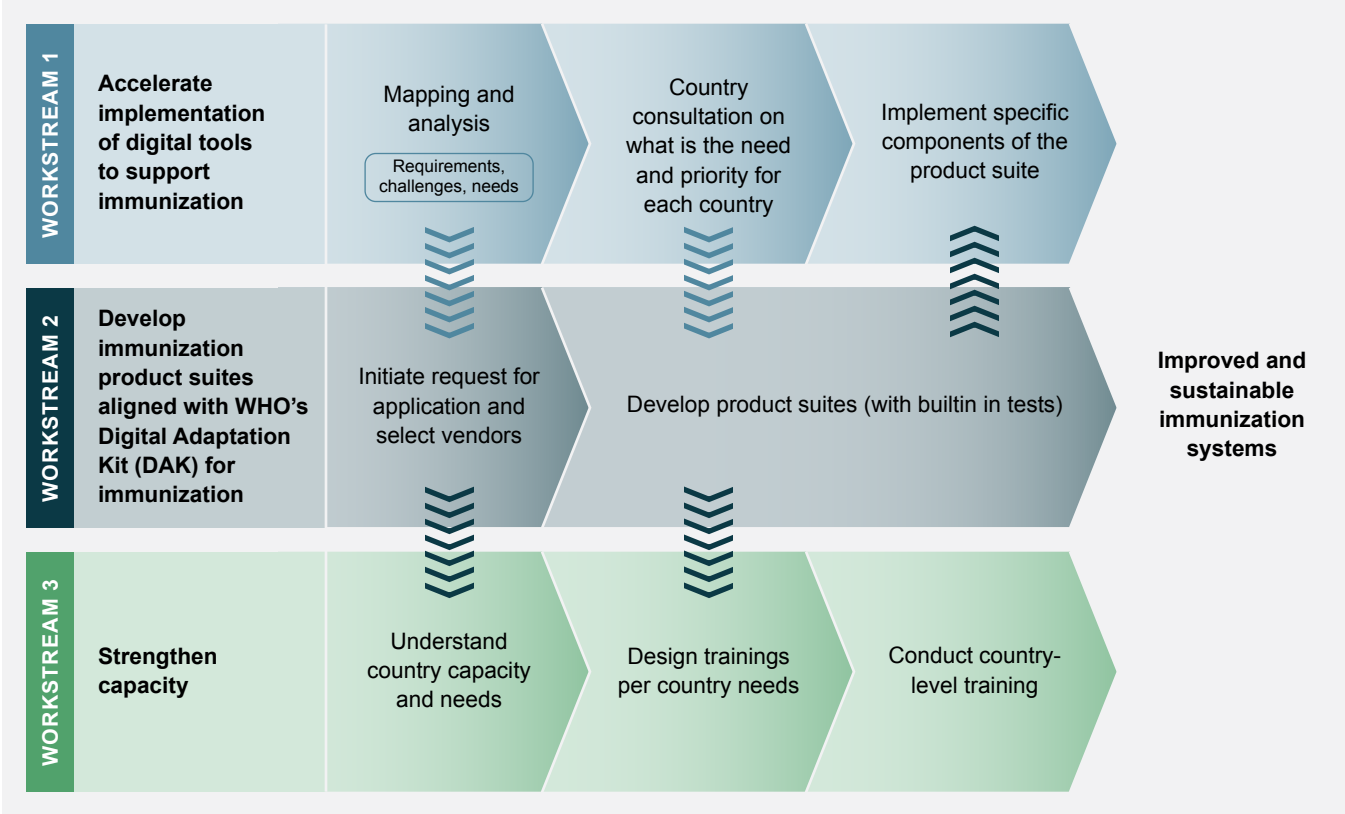 WORKSTREAM 1
Accelerate
implementation
of digital tools
to support
immunization
Mapping and
analysis
Requirements,
challenges, needs
Country
consultation on
what is the need
and priority for
each country
Implement specific
components of the
product suite
WORKSTREAM 2
Develop
immunization
product suites
aligned with WHO’s
Digital Adaptation
Kit (DAK) for
immunization
Initiate request for
application and
select vendors
Develop product suites (with builtin in tests)
WORKSTREAM 3
Strengthen
capacity
Understand
country capacity
and needs
Design trainings
per country needs
Conduct country-
level training
Improved and
sustainable
immunization
systems